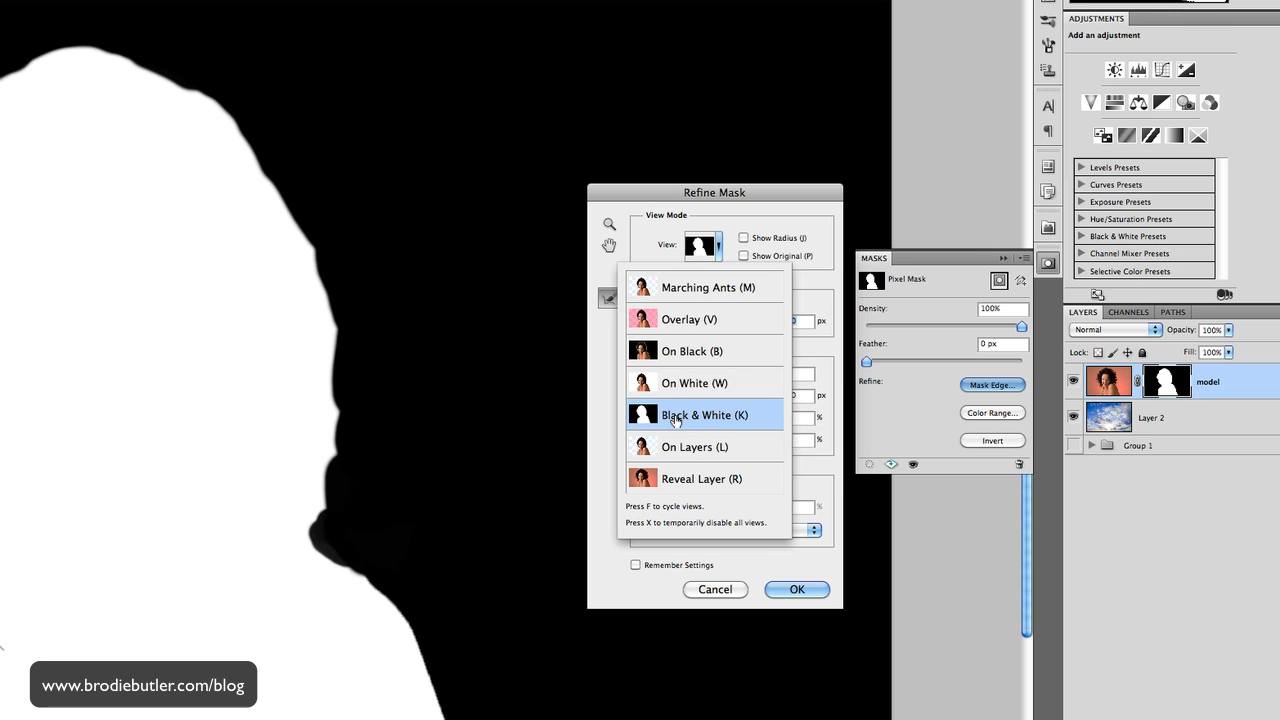 ADJUSTMENTS
Add an adjustment
Levels Presets
Curves Presets
Exposure Presets
Hue/Saturation Presets
Black & White Presets
Channel Mixer Presets
Selective Color Presets
Refine Mask
View Mode
View:
Show Radius (J)
Show Original (P)
Marching Ants (M)
Overlay (V)
On Black (B)
On White (W)
Black & White (K)
On Layers (L)
Reveal Layer (R)
Press F to cycle views.
Press X to temporarily disable all views.
px
px
%
%
%
Remember Settings
Cancel
OK
MASKS
Pixel Mask
Density:
100%
Feather:
0 px
Refine:
Mask Edge...
Color Range...
Invert
LAYERS CHANNELS PATHS
Normal Opacity: 100%
Lock: Fill: 100%
model
Layer 2
Group 1
www.brodiebutler.com/blog